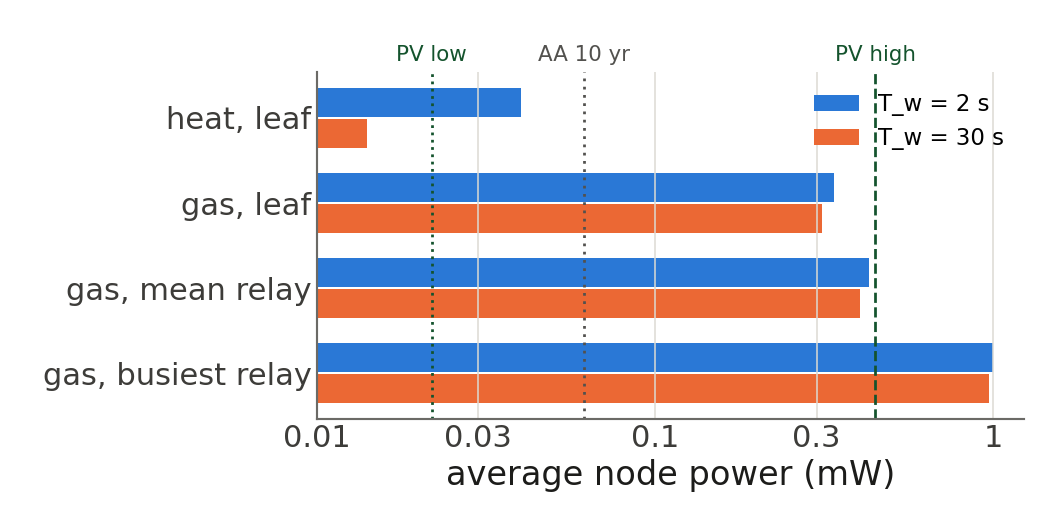 PV low AA 10 yr PV high
T_w = 2 s
T_w = 30 s
heat, leaf
gas, leaf
gas, mean relay
gas, busiest relay
0.01 0.03 0.1 0.3 1
average node power (mW)